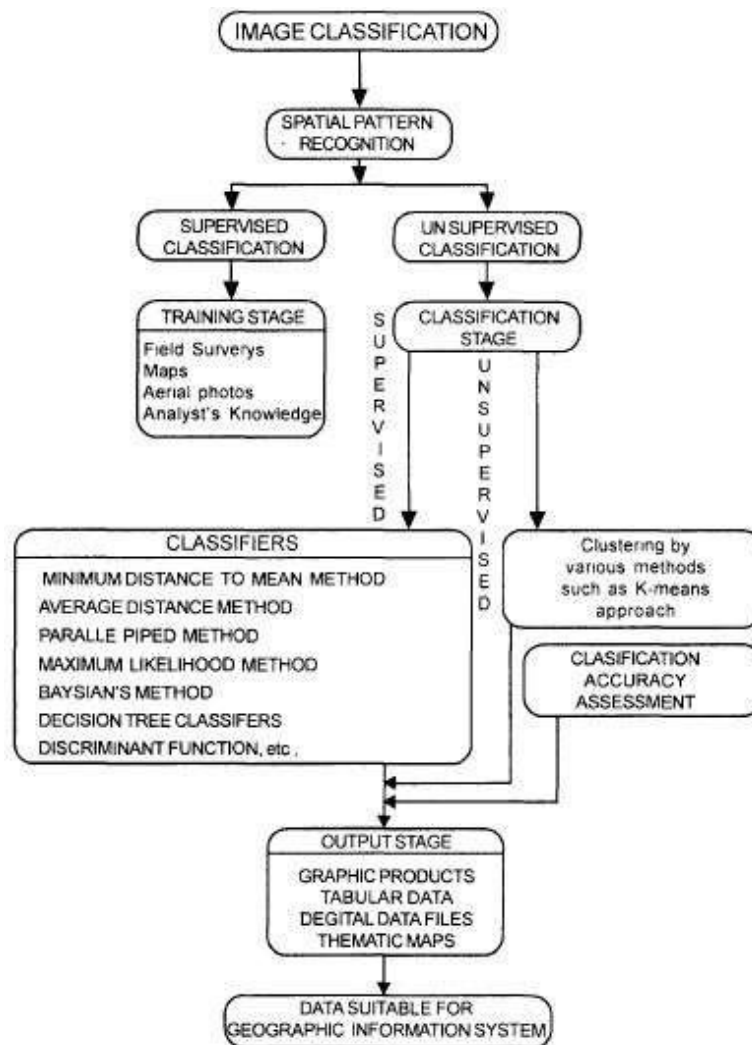 IMAGE CLASSIFICATION
SPATIAL PATTERN
RECOGNITION
SUPERVISED
CLASSIFICATION
UN SUPERVISED
CLASSIFICATION
TRAINING STAGE
Field Surverys
Maps
Aerial photos
Analyst's Knowledge
CLASSIFICATION
STAGE
SUPERVISED
UNSUPERVISED
CLASSIFIERS
MINIMUM DISTANCE TO MEAN METHOD
AVERAGE DISTANCE METHOD
PARALLE PIPED METHOD
MAXIMUM LIKELIHOOD METHOD
BAYSIAN'S METHOD
DECISION TREE CLASSIFERS
DISCRIMINANT FUNCTION, etc .
Clustering by
various methods
such as K-means
approach
CLASIFICATION
ACCURACY
ASSESSMENT
OUTPUT STAGE
GRAPHIC PRODUCTS
TABULAR DATA
DEGITAL DATA FILES
THEMATIC MAPS
DATA SUITABLE FOR
GEOGRAPHIC INFORMATION SYSTEM